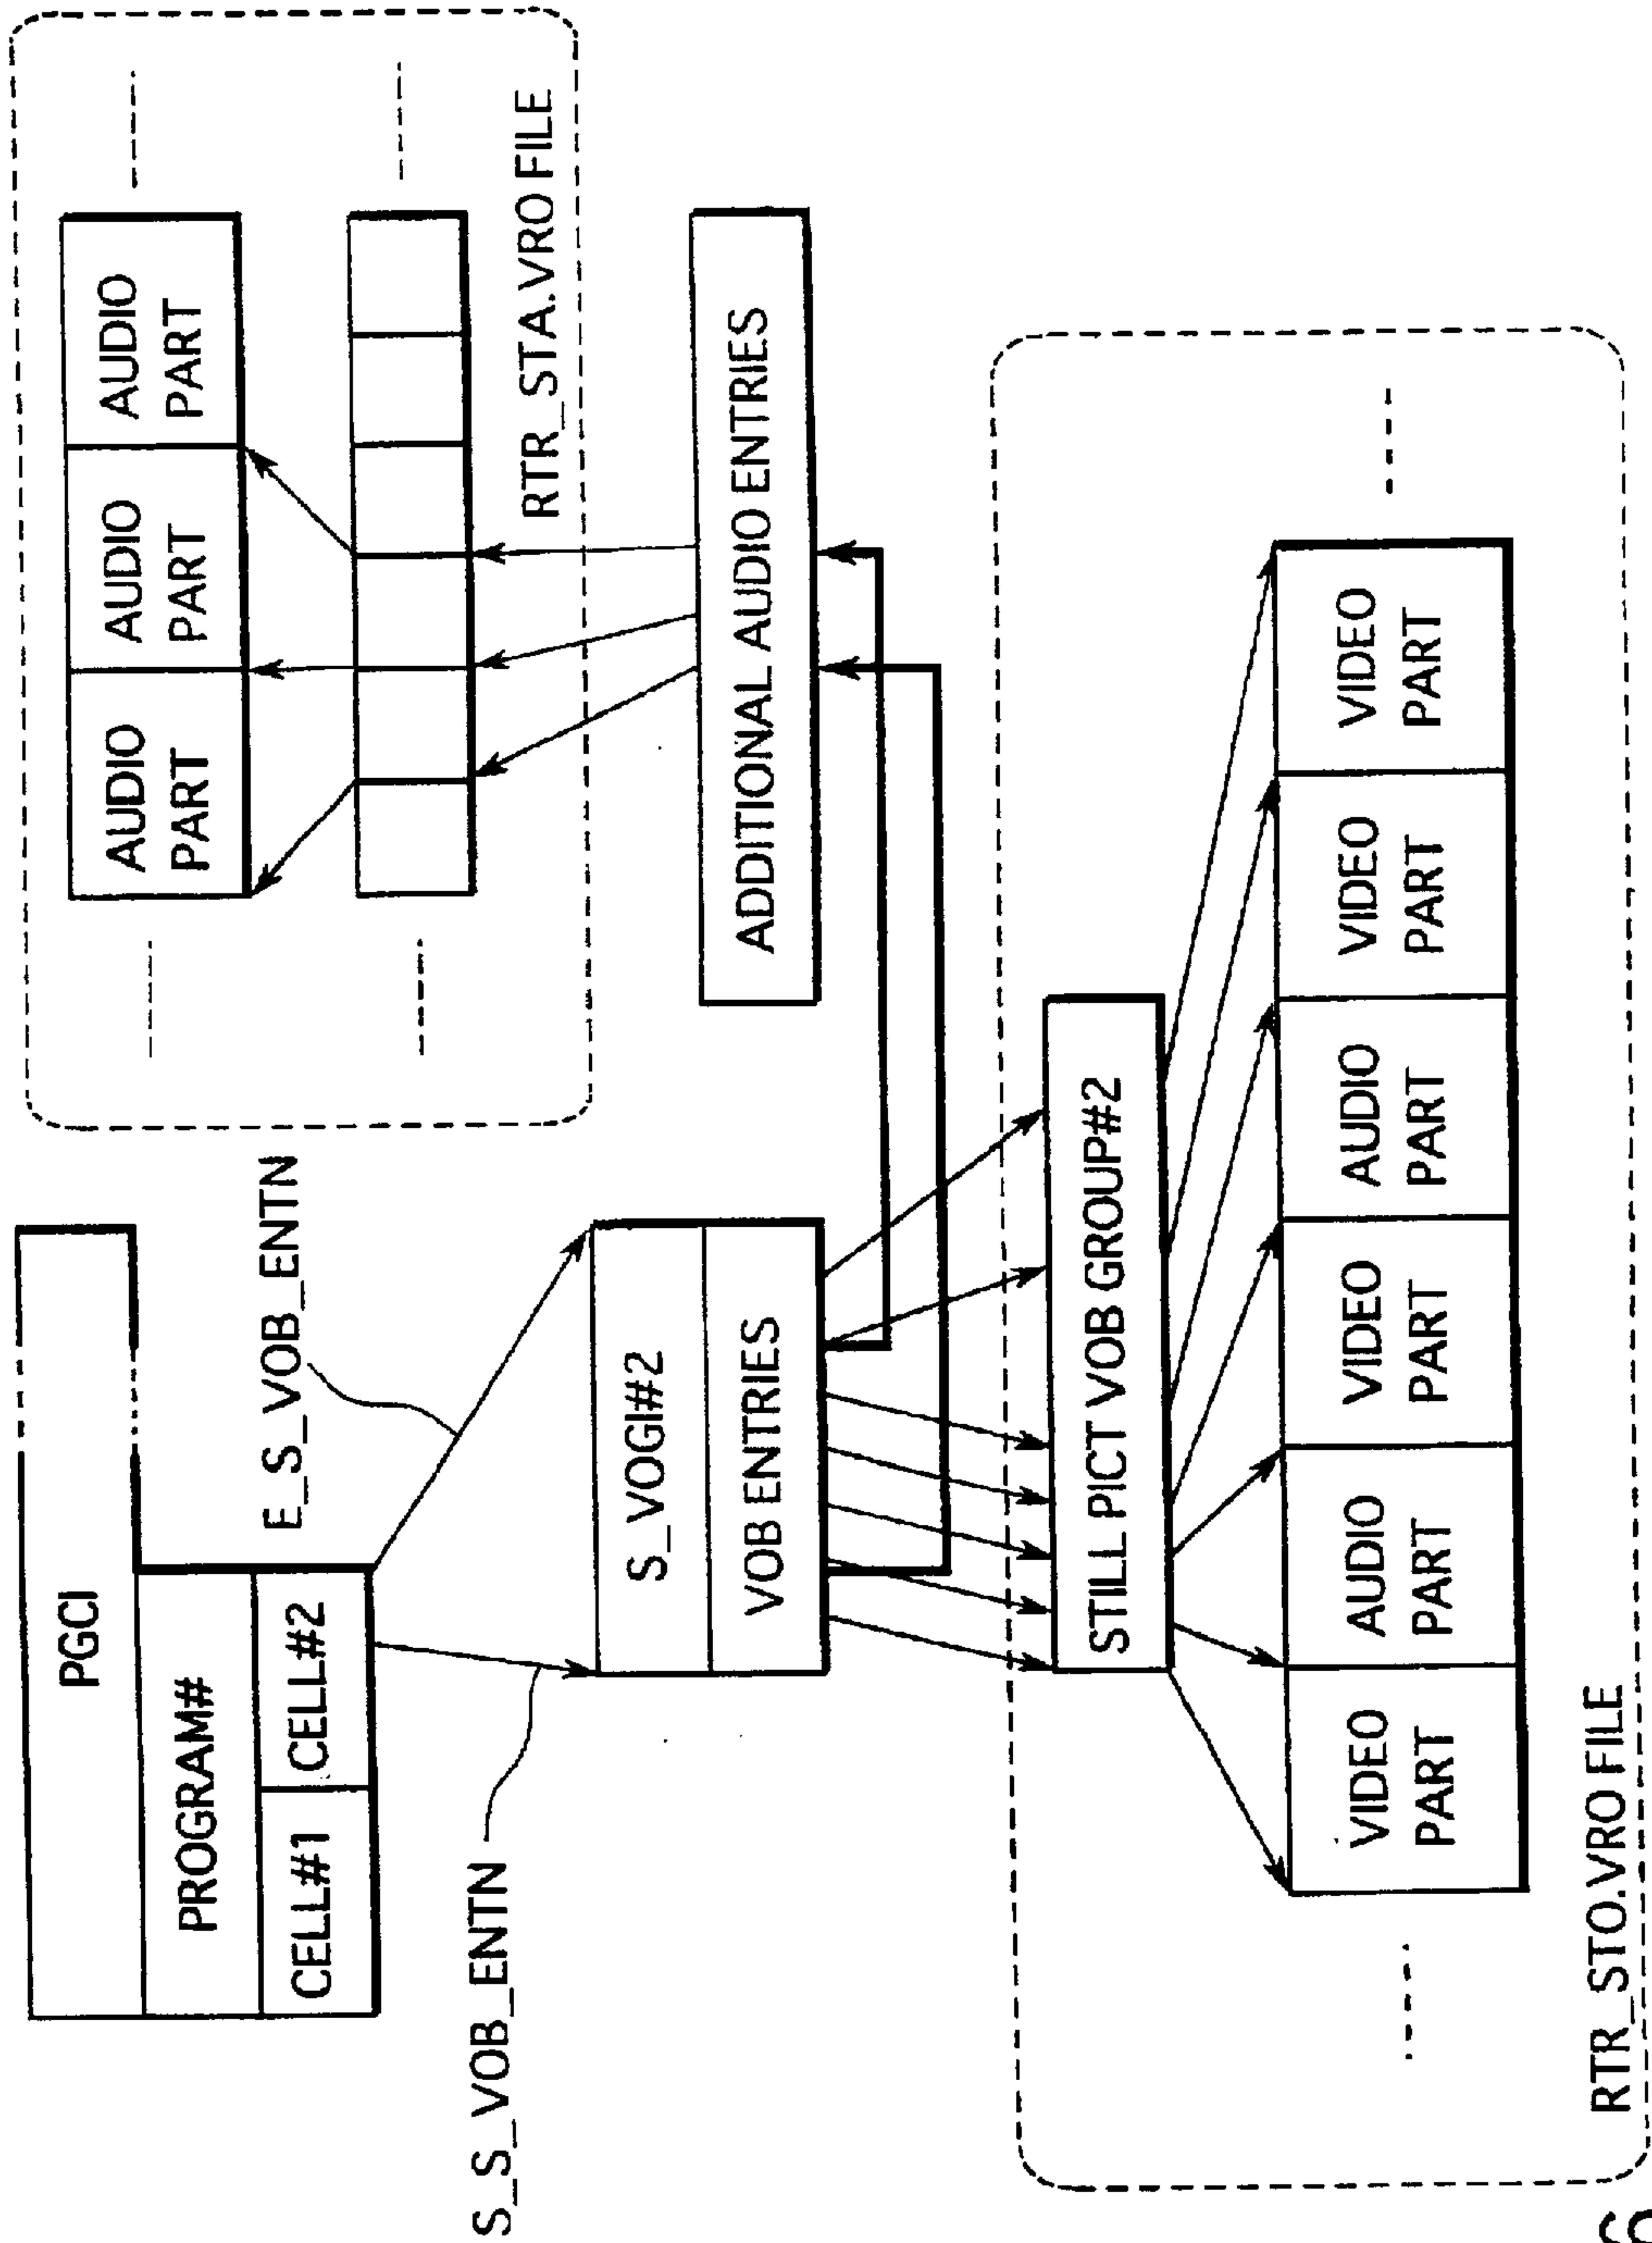 PGCI
PROGRAM#
CELL#1
CELL#2
S_S_VOB_ENTN
E_S_VOB_ENTN
S_VOGI#2
VOB ENTRIES
AUDIO
PART
AUDIO
PART
AUDIO
PART
RTR_STA.VRO FILE
ADDITIONAL AUDIO ENTRIES
STILL PICT VOB GROUP#2
VIDEO
PART
AUDIO
PART
VIDEO
PART
AUDIO
PART
VIDEO
PART
VIDEO
PART
RTR_STO.VRO FILE